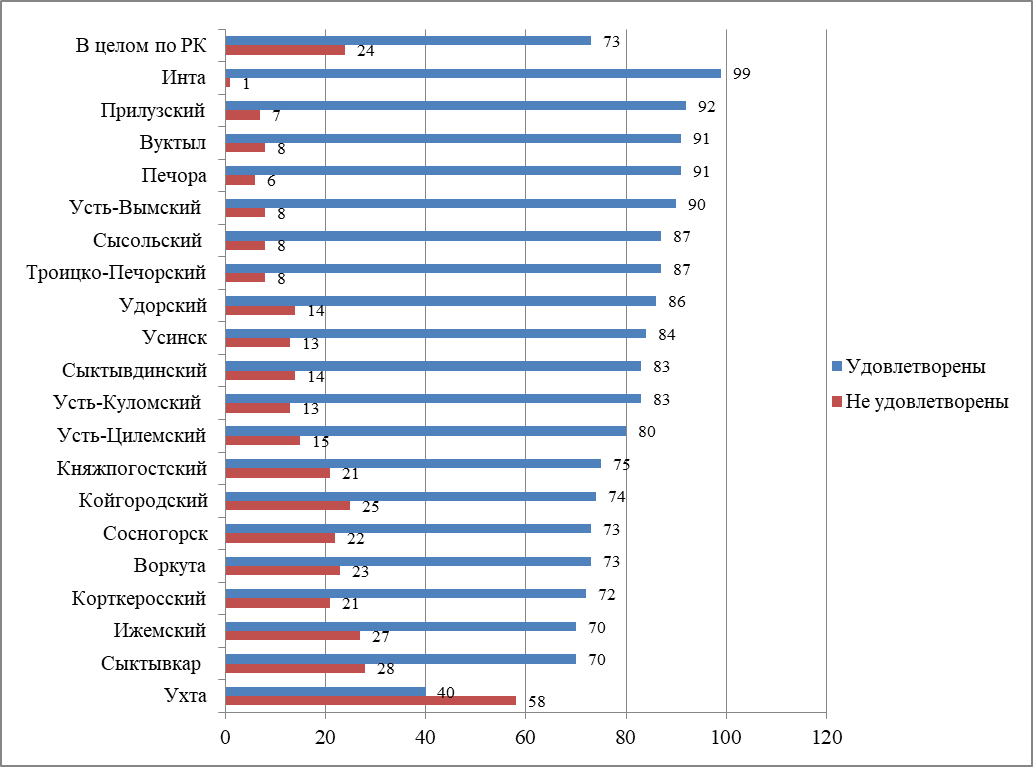 В целом по РК 73
24
Инта 99
1
Прилузский 92
7
Вуктыл 91
8
Печора 91
6
Усть-Вымский 90
8
Сысольский 87
8
Троицко-Печорский 87
8
Удорский 86
14
Усинск 84
13
Сыктывдинский 83
14
Усть-Куломский 83
13
Усть-Цилемский 80
15
Княжпогостский 75
21
Койгородский 74
25
Сосногорск 73
22
Воркута 73
23
Корткеросский 72
21
Ижемский 70
27
Сыктывкар 70
28
Ухта 40
58
0 20 40 60 80 100 120
Удовлетворены
Не удовлетворены